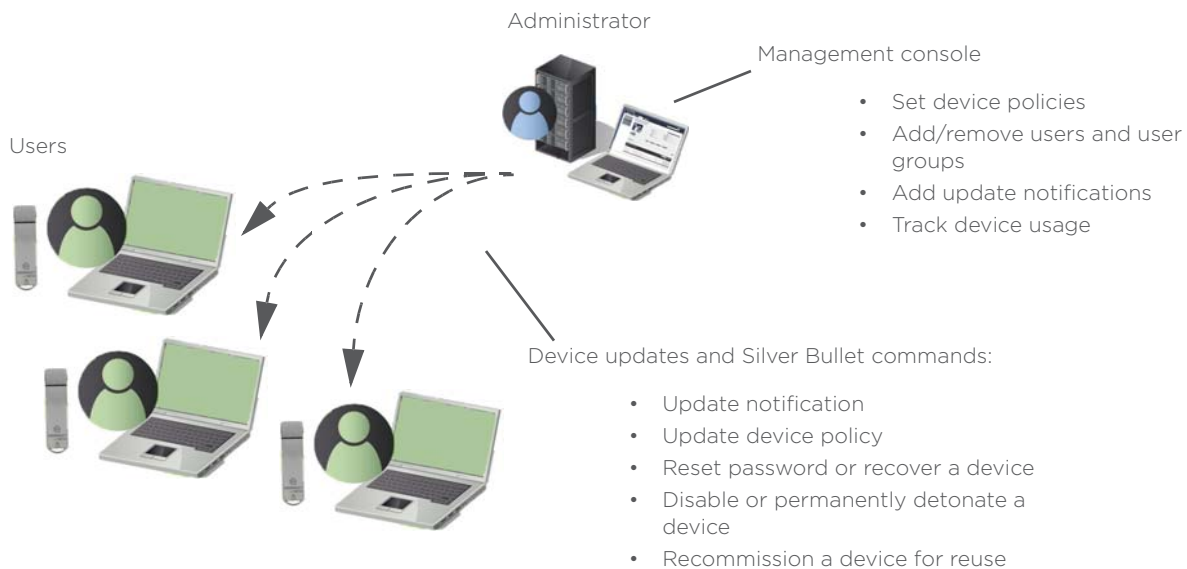 Administrator
Management console
• Set device policies
• Add/remove users and user
groups
• Add update notifications
• Track device usage
Users
Device updates and Silver Bullet commands:
• Update notification
• Update device policy
• Reset password or recover a device
• Disable or permanently detonate a
device
• Recommission a device for reuse